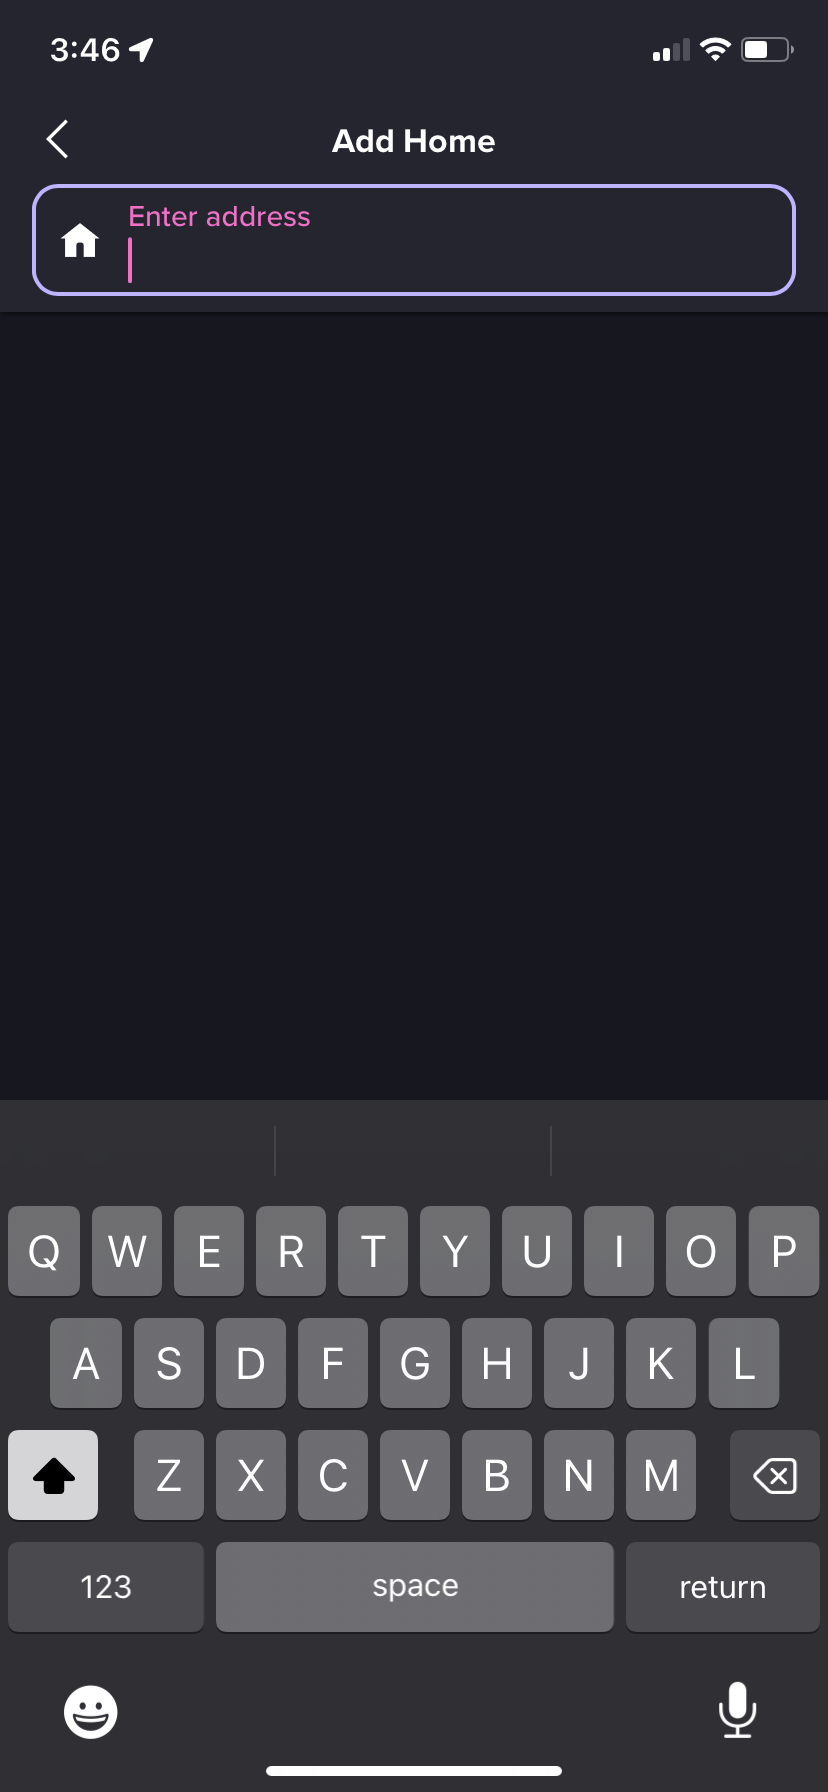 3:46
Add Home
Enter address
Q W E R T Y U I O P
A S D F G H J K L
Z X C V B N M
123 space return